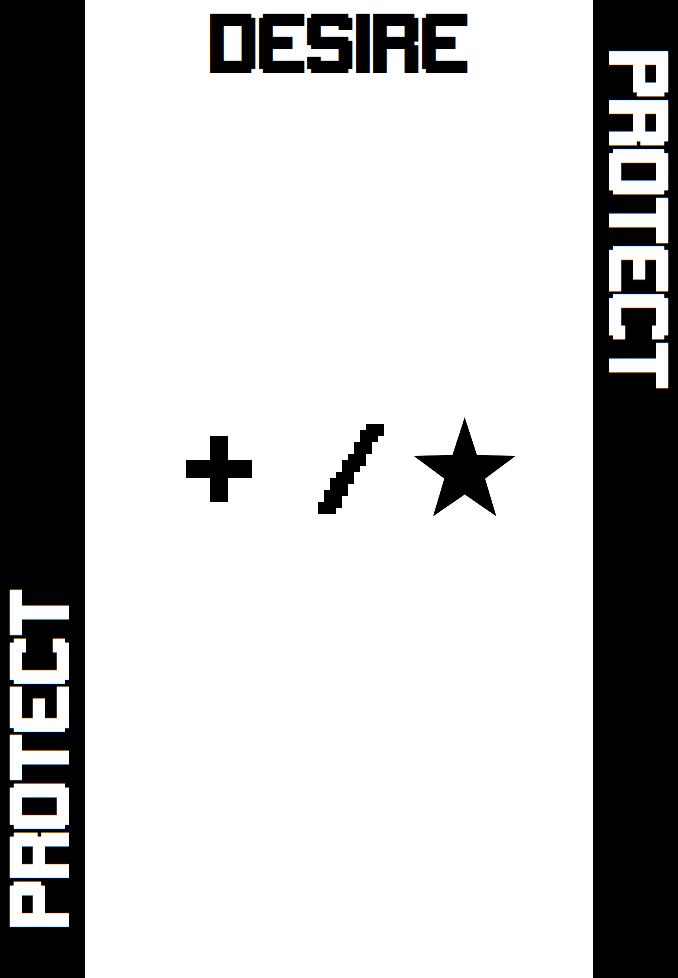 DESIRE
PROTECT
+ / ★
PROTECT